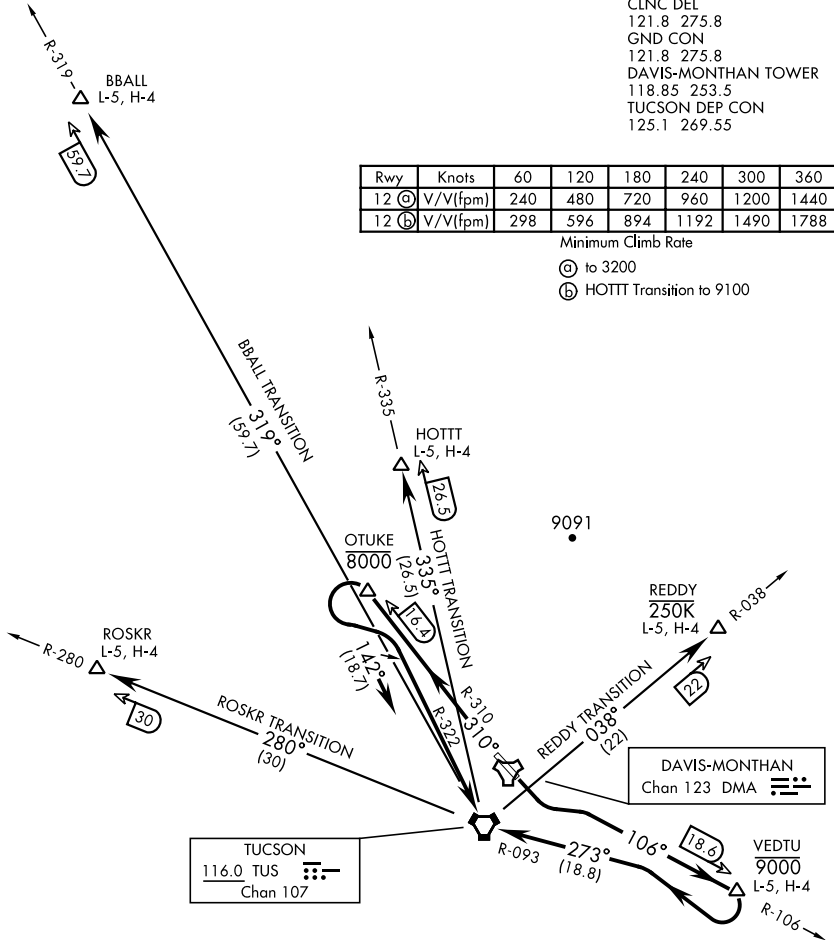 CLNC DEL
121.8 275.8
GND CON
121.8 275.8
DAVIS-MONTHAN TOWER
118.85 253.5
TUCSON DEP CON
125.1 269.55
R-319
BBALL
L-5, H-4
59.7
Rwy Knots 60 120 180 240 300 360
12 ⓐ V/V(fpm) 240 480 720 960 1200 1440
12 ⓑ V/V(fpm) 298 596 894 1192 1490 1788
Minimum Climb Rate
ⓐ to 3200
ⓑ HOTTT Transition to 9100
BBALL TRANSITION
319°
(59.7)
R-335
HOTTT
L-5, H-4
26.5
HOTTT TRANSITION
335°
(26.5)
9091
OTUKE
8000
16.4
REDDY
250K
L-5, H-4
R-038
22
REDDY TRANSITION
038°
(22)
ROSKR
L-5, H-4
R-280
30
ROSKR TRANSITION
280°
(30)
142°
(18.7)
R-322
R-310
310°
DAVIS-MONTHAN
Chan 123 DMA
TUCSON
116.0 TUS
Chan 107
R-093
273°
(18.8)
106°
18.6
VEDTU
9000
L-5, H-4
R-106